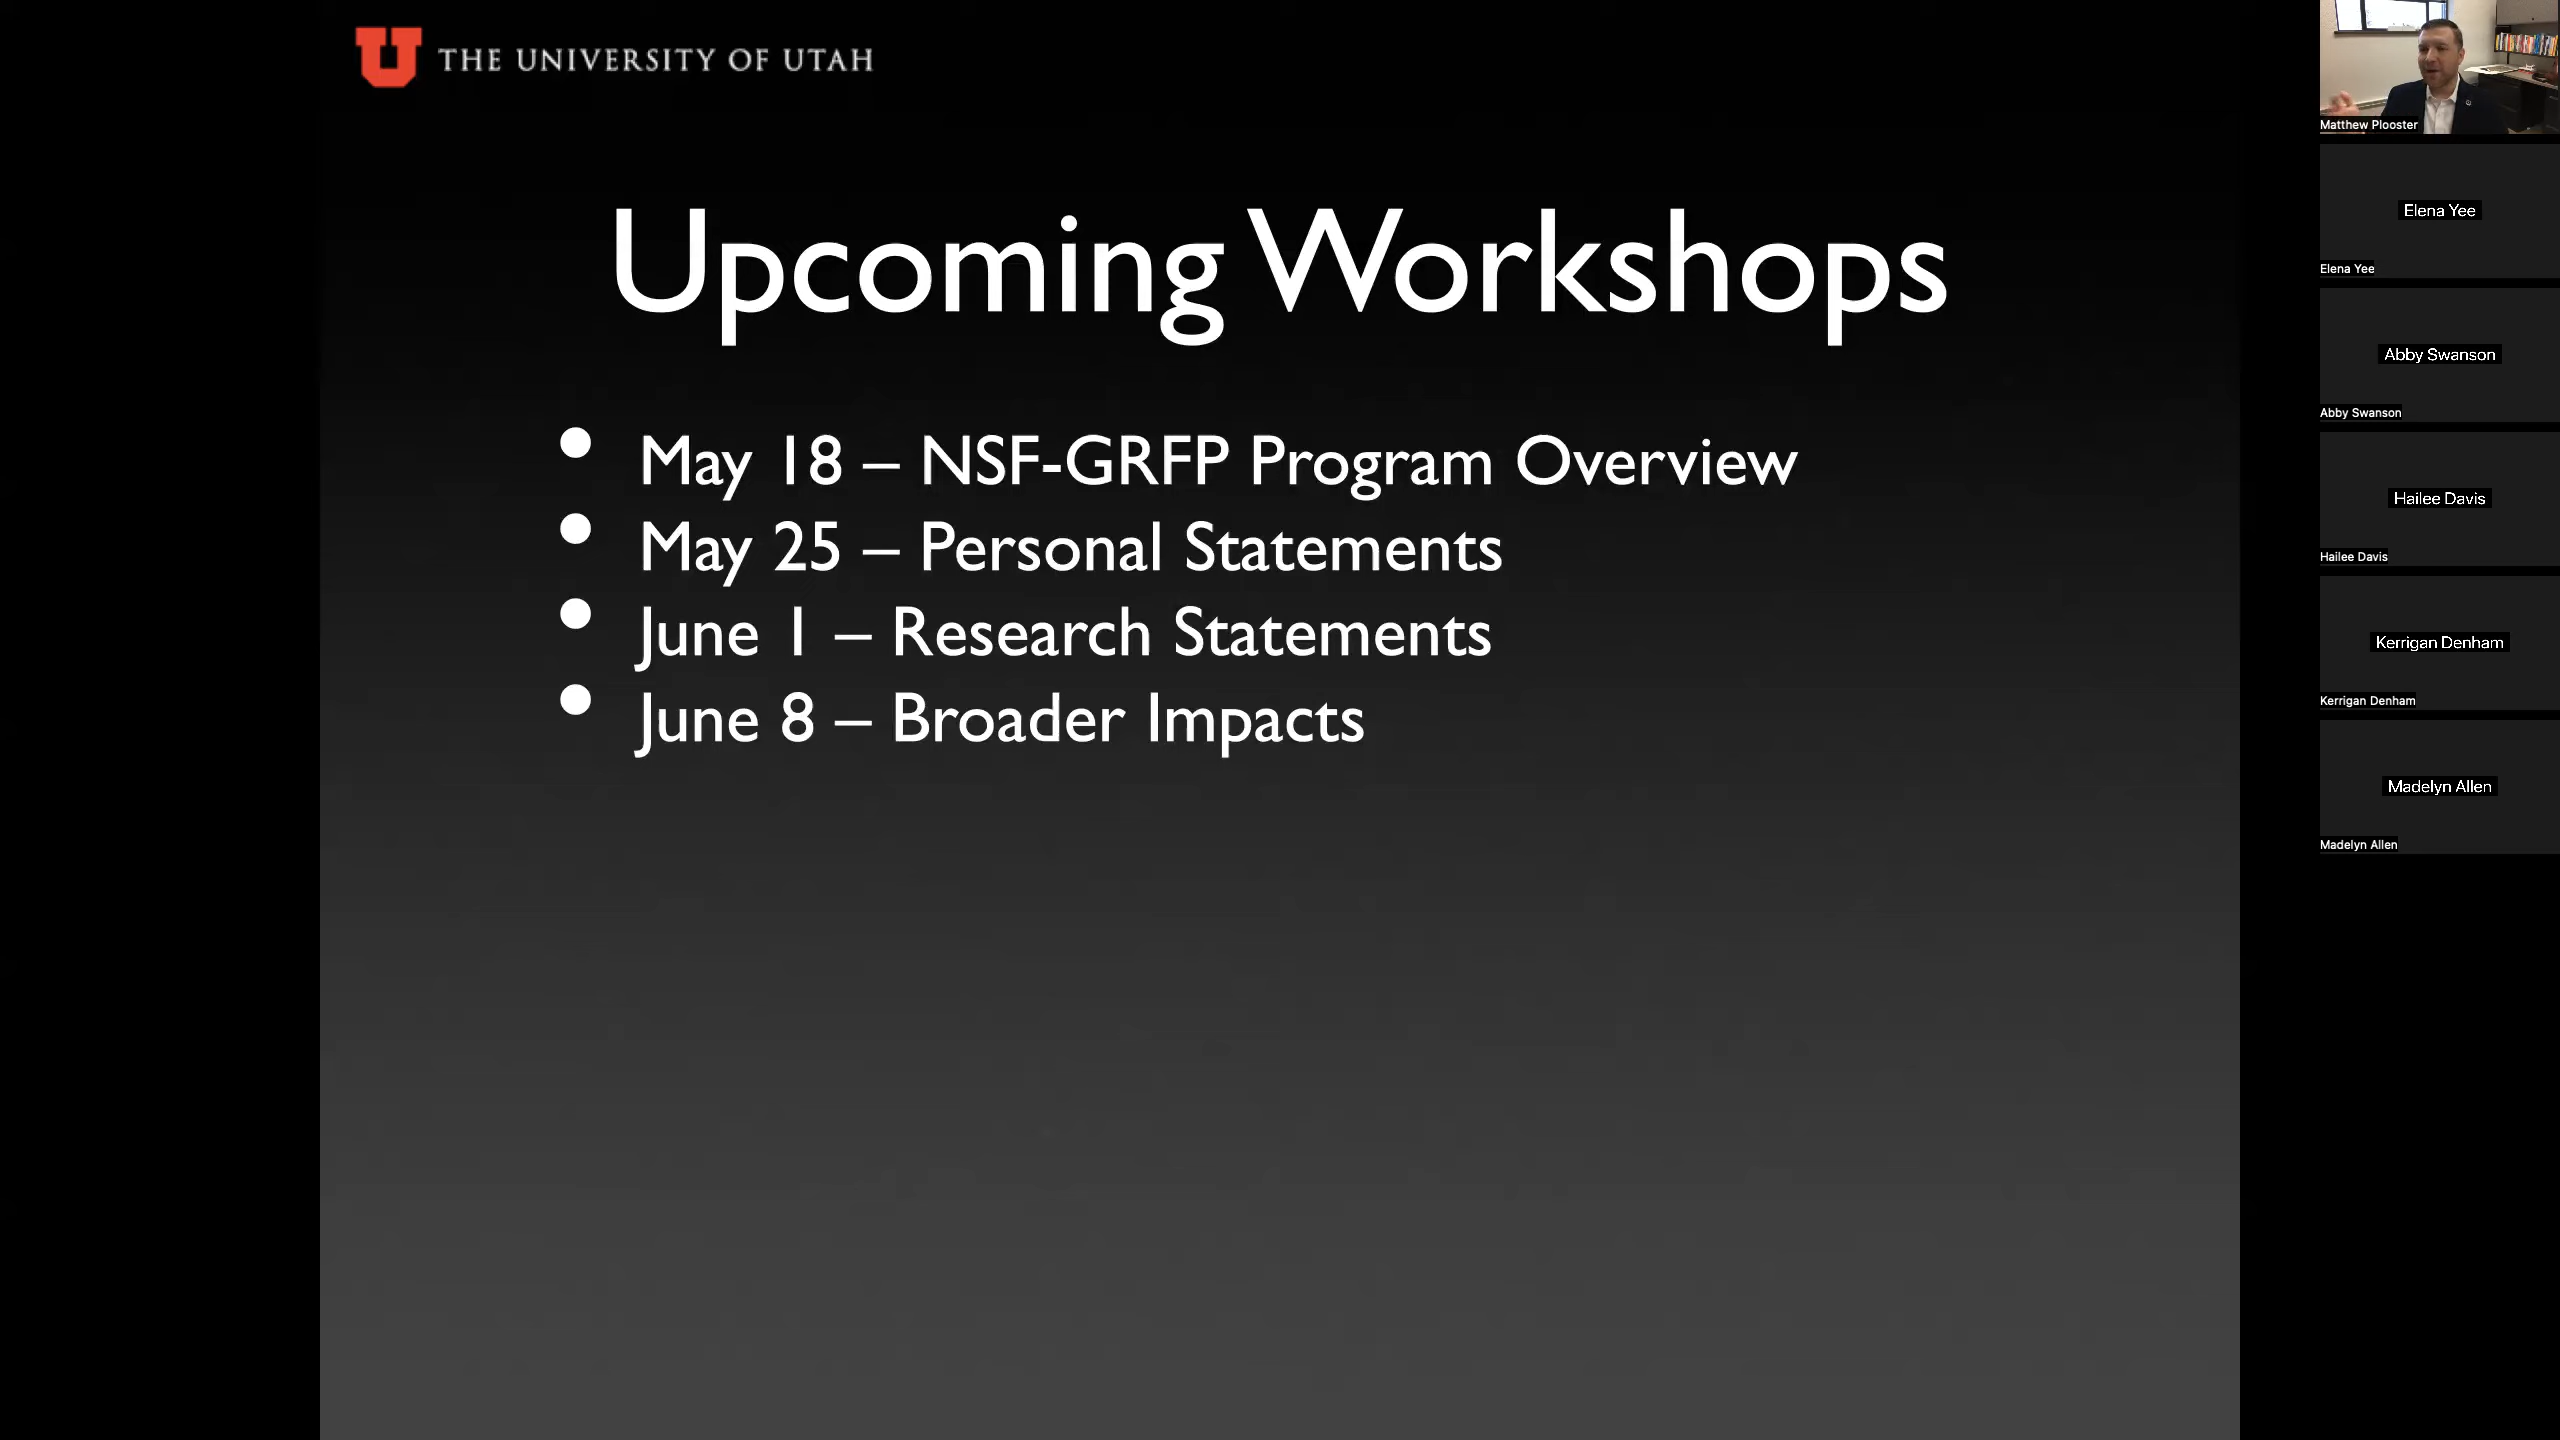 U THE UNIVERSITY OF UTAH
Upcoming Workshops
• May 18 – NSF-GRFP Program Overview
• May 25 – Personal Statements
• June 1 – Research Statements
• June 8 – Broader Impacts
Matthew Plooster
Elena Yee
Elena Yee
Abby Swanson
Abby Swanson
Hailee Davis
Hailee Davis
Kerrigan Denham
Kerrigan Denham
Madelyn Allen
Madelyn Allen